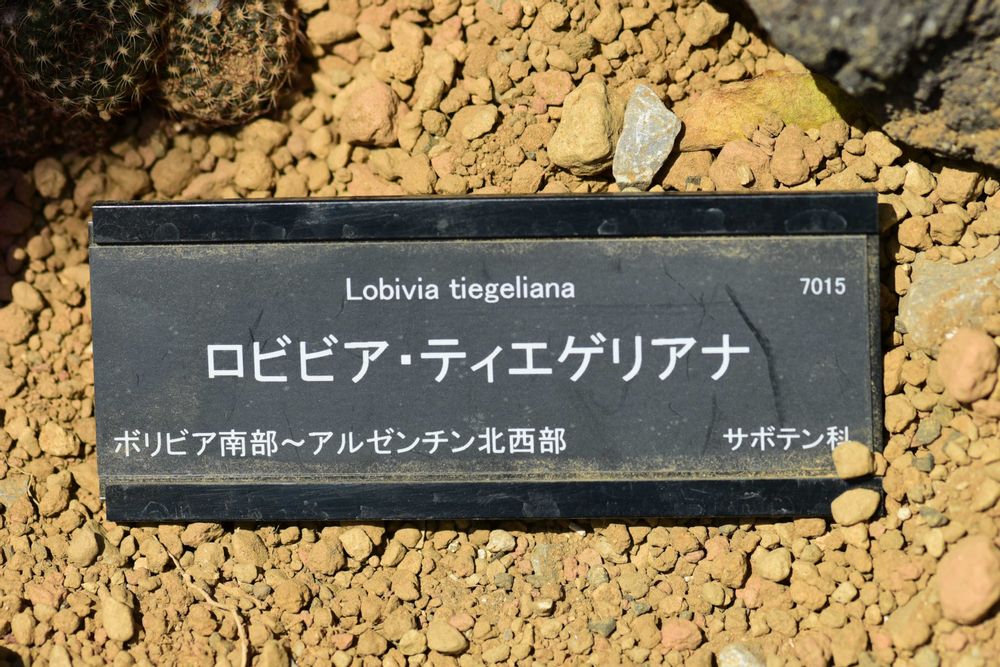 Lobivia tiegeliana 7015
ロビビア・ティエゲリアナ
ボリビア南部～アルゼンチン北西部 サボテン科